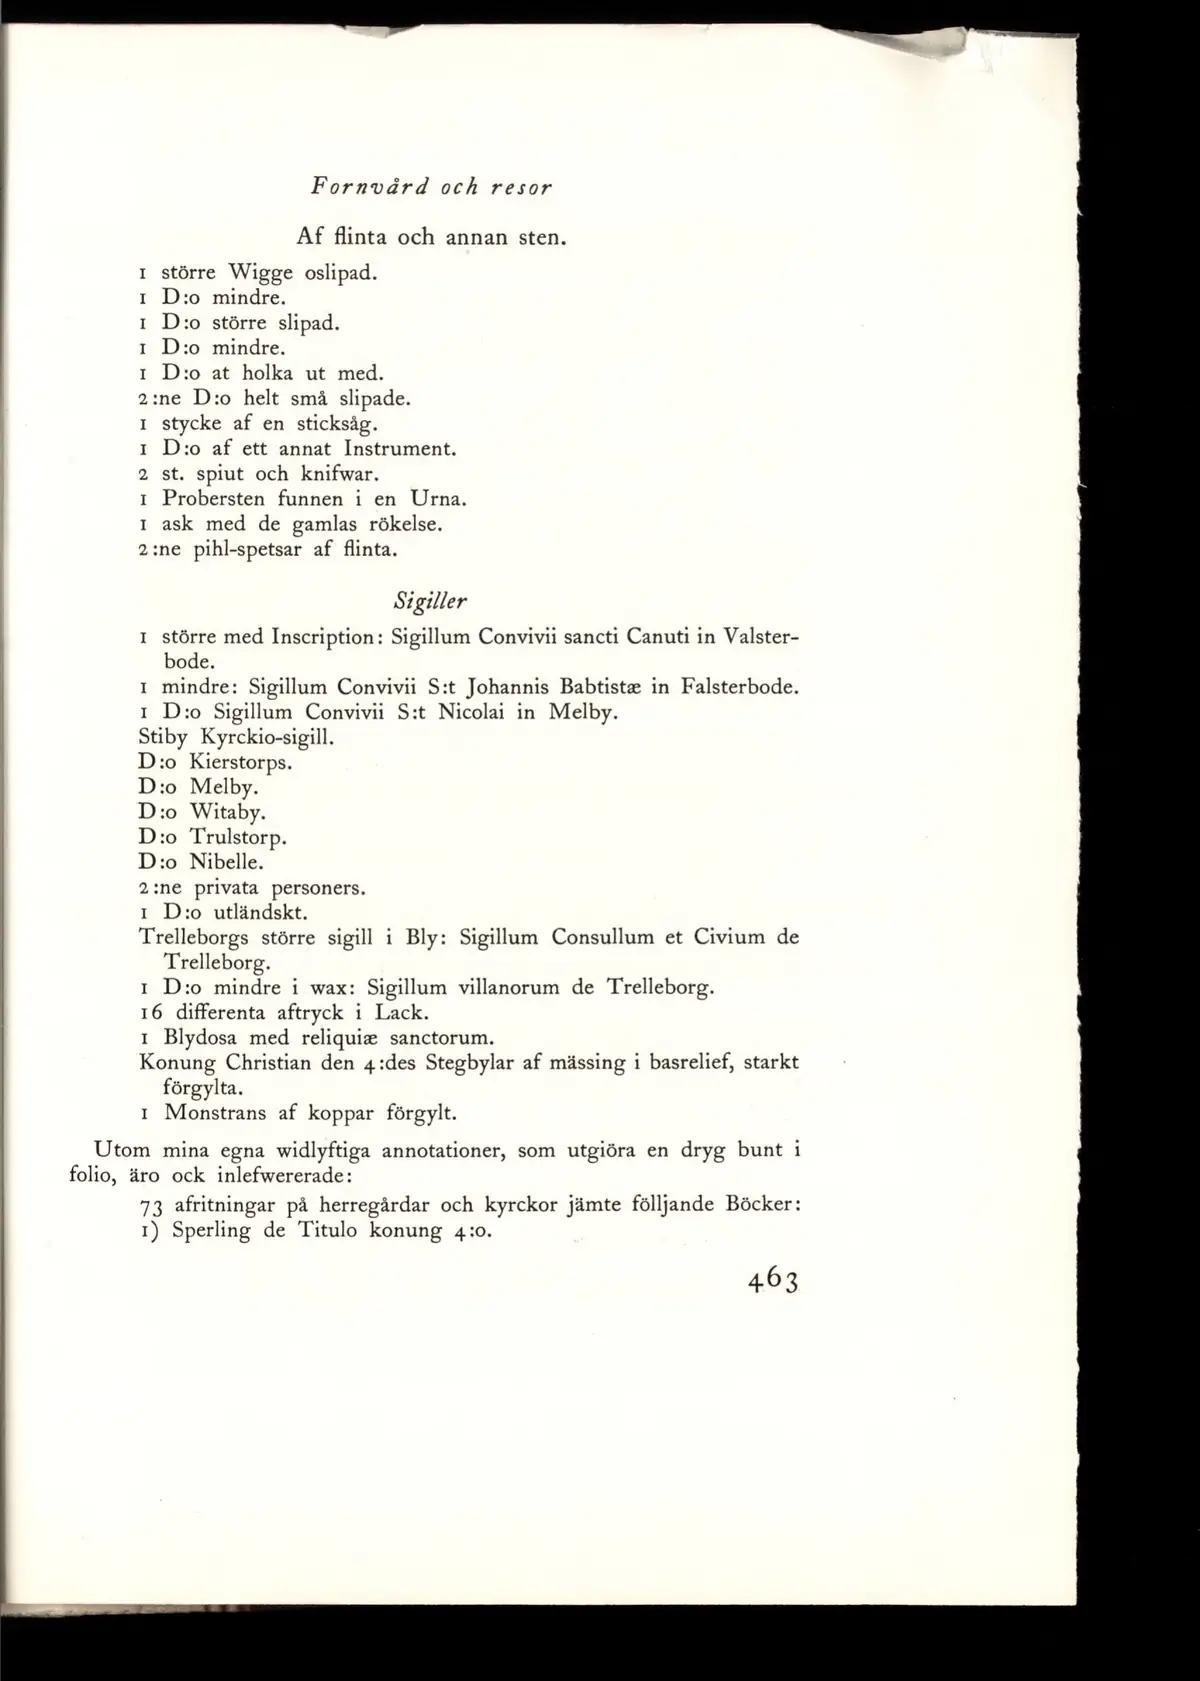 Fornvård och resor
Af flinta och annan sten.
1 större Wigge oslipad.
1 D:o mindre.
1 D:o större slipad.
1 D:o mindre.
1 D:o at holka ut med.
2:ne D:o helt små slipade.
1 stycke af en sticksåg.
1 D:o af ett annat Instrument.
2 st. spiut och knifwar.
1 Probersten funnen i en Urna.
1 ask med de gamlas rökelse.
2:ne pihl-spetsar af flinta.
Sigiller
1 större med Inscription: Sigillum Convivii sancti Canuti in Valster-
bode.
1 mindre: Sigillum Convivii S:t Johannis Babtistæ in Falsterbode.
1 D:o Sigillum Convivii S:t Nicolai in Melby.
Stiby Kyrckio-sigill.
D:o Kierstorps.
D:o Melby.
D:o Witaby.
D:o Trulstorp.
D:o Nibelle.
2:ne privata personers.
1 D:o utländskt.
Trelleborgs större sigill i Bly: Sigillum Consullum et Civium de
Trelleborg.
1 D:o mindre i wax: Sigillum villanorum de Trelleborg.
16 differenta aftryck i Lack.
1 Blydosa med reliquiæ sanctorum.
Konung Christian den 4:des Stegbylar af mässing i basrelief, starkt
förgylta.
1 Monstrans af koppar förgylt.
Utom mina egna widlyftiga annotationer, som utgiöra en dryg bunt i
folio, äro ock inlefwererade:
73 afritningar på herregårdar och kyrckor jämte följljande Böcker:
1) Sperling de Titulo konung 4:o.
463